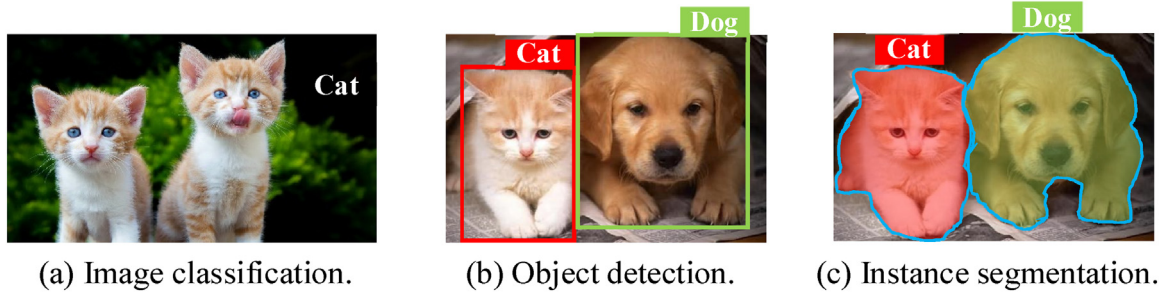 Cat
(a) Image classification.
Cat
Dog
(b) Object detection.
Cat
Dog
(c) Instance segmentation.